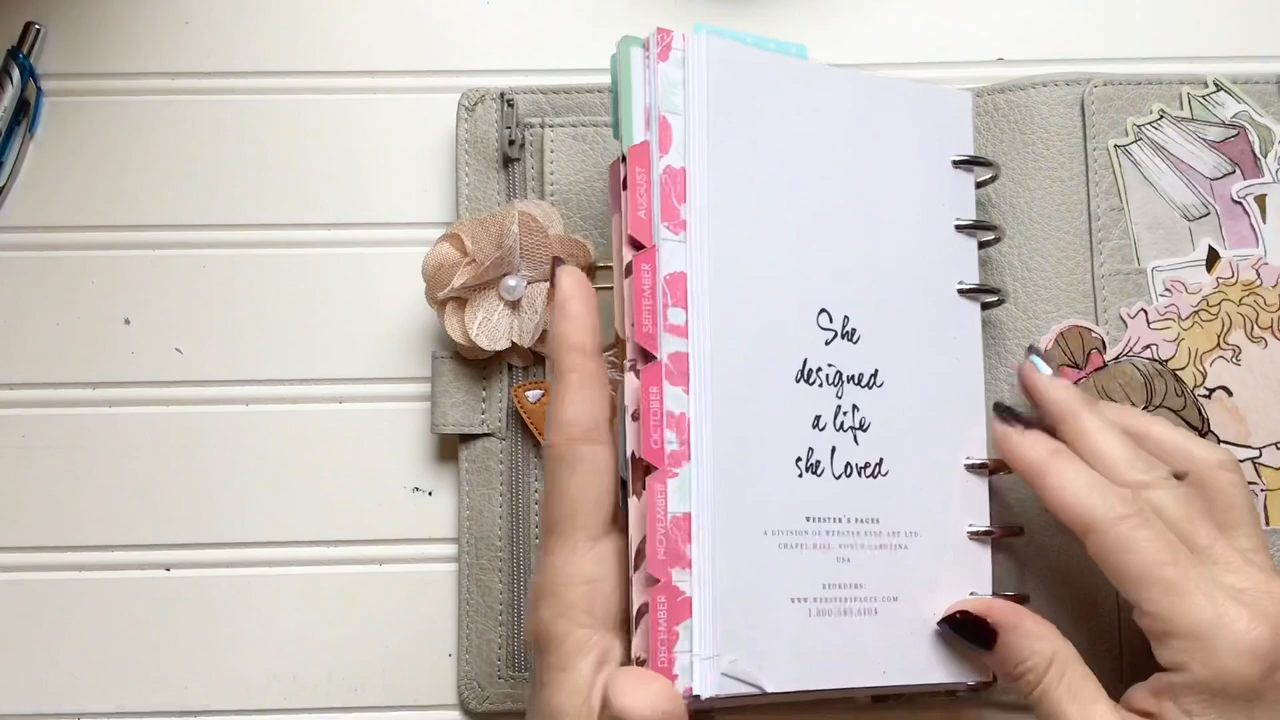 AUGUST
SEPTEMBER
OCTOBER
NOVEMBER
DECEMBER
She
designed
a life
she loved
WEBSTER'S PAGES
A DIVISION OF WEBSTER FINE ART LTD.
CHAPEL HILL, NORTH CAROLINA
USA
REORDERS:
WWW.WEBSTERSPAGES.COM